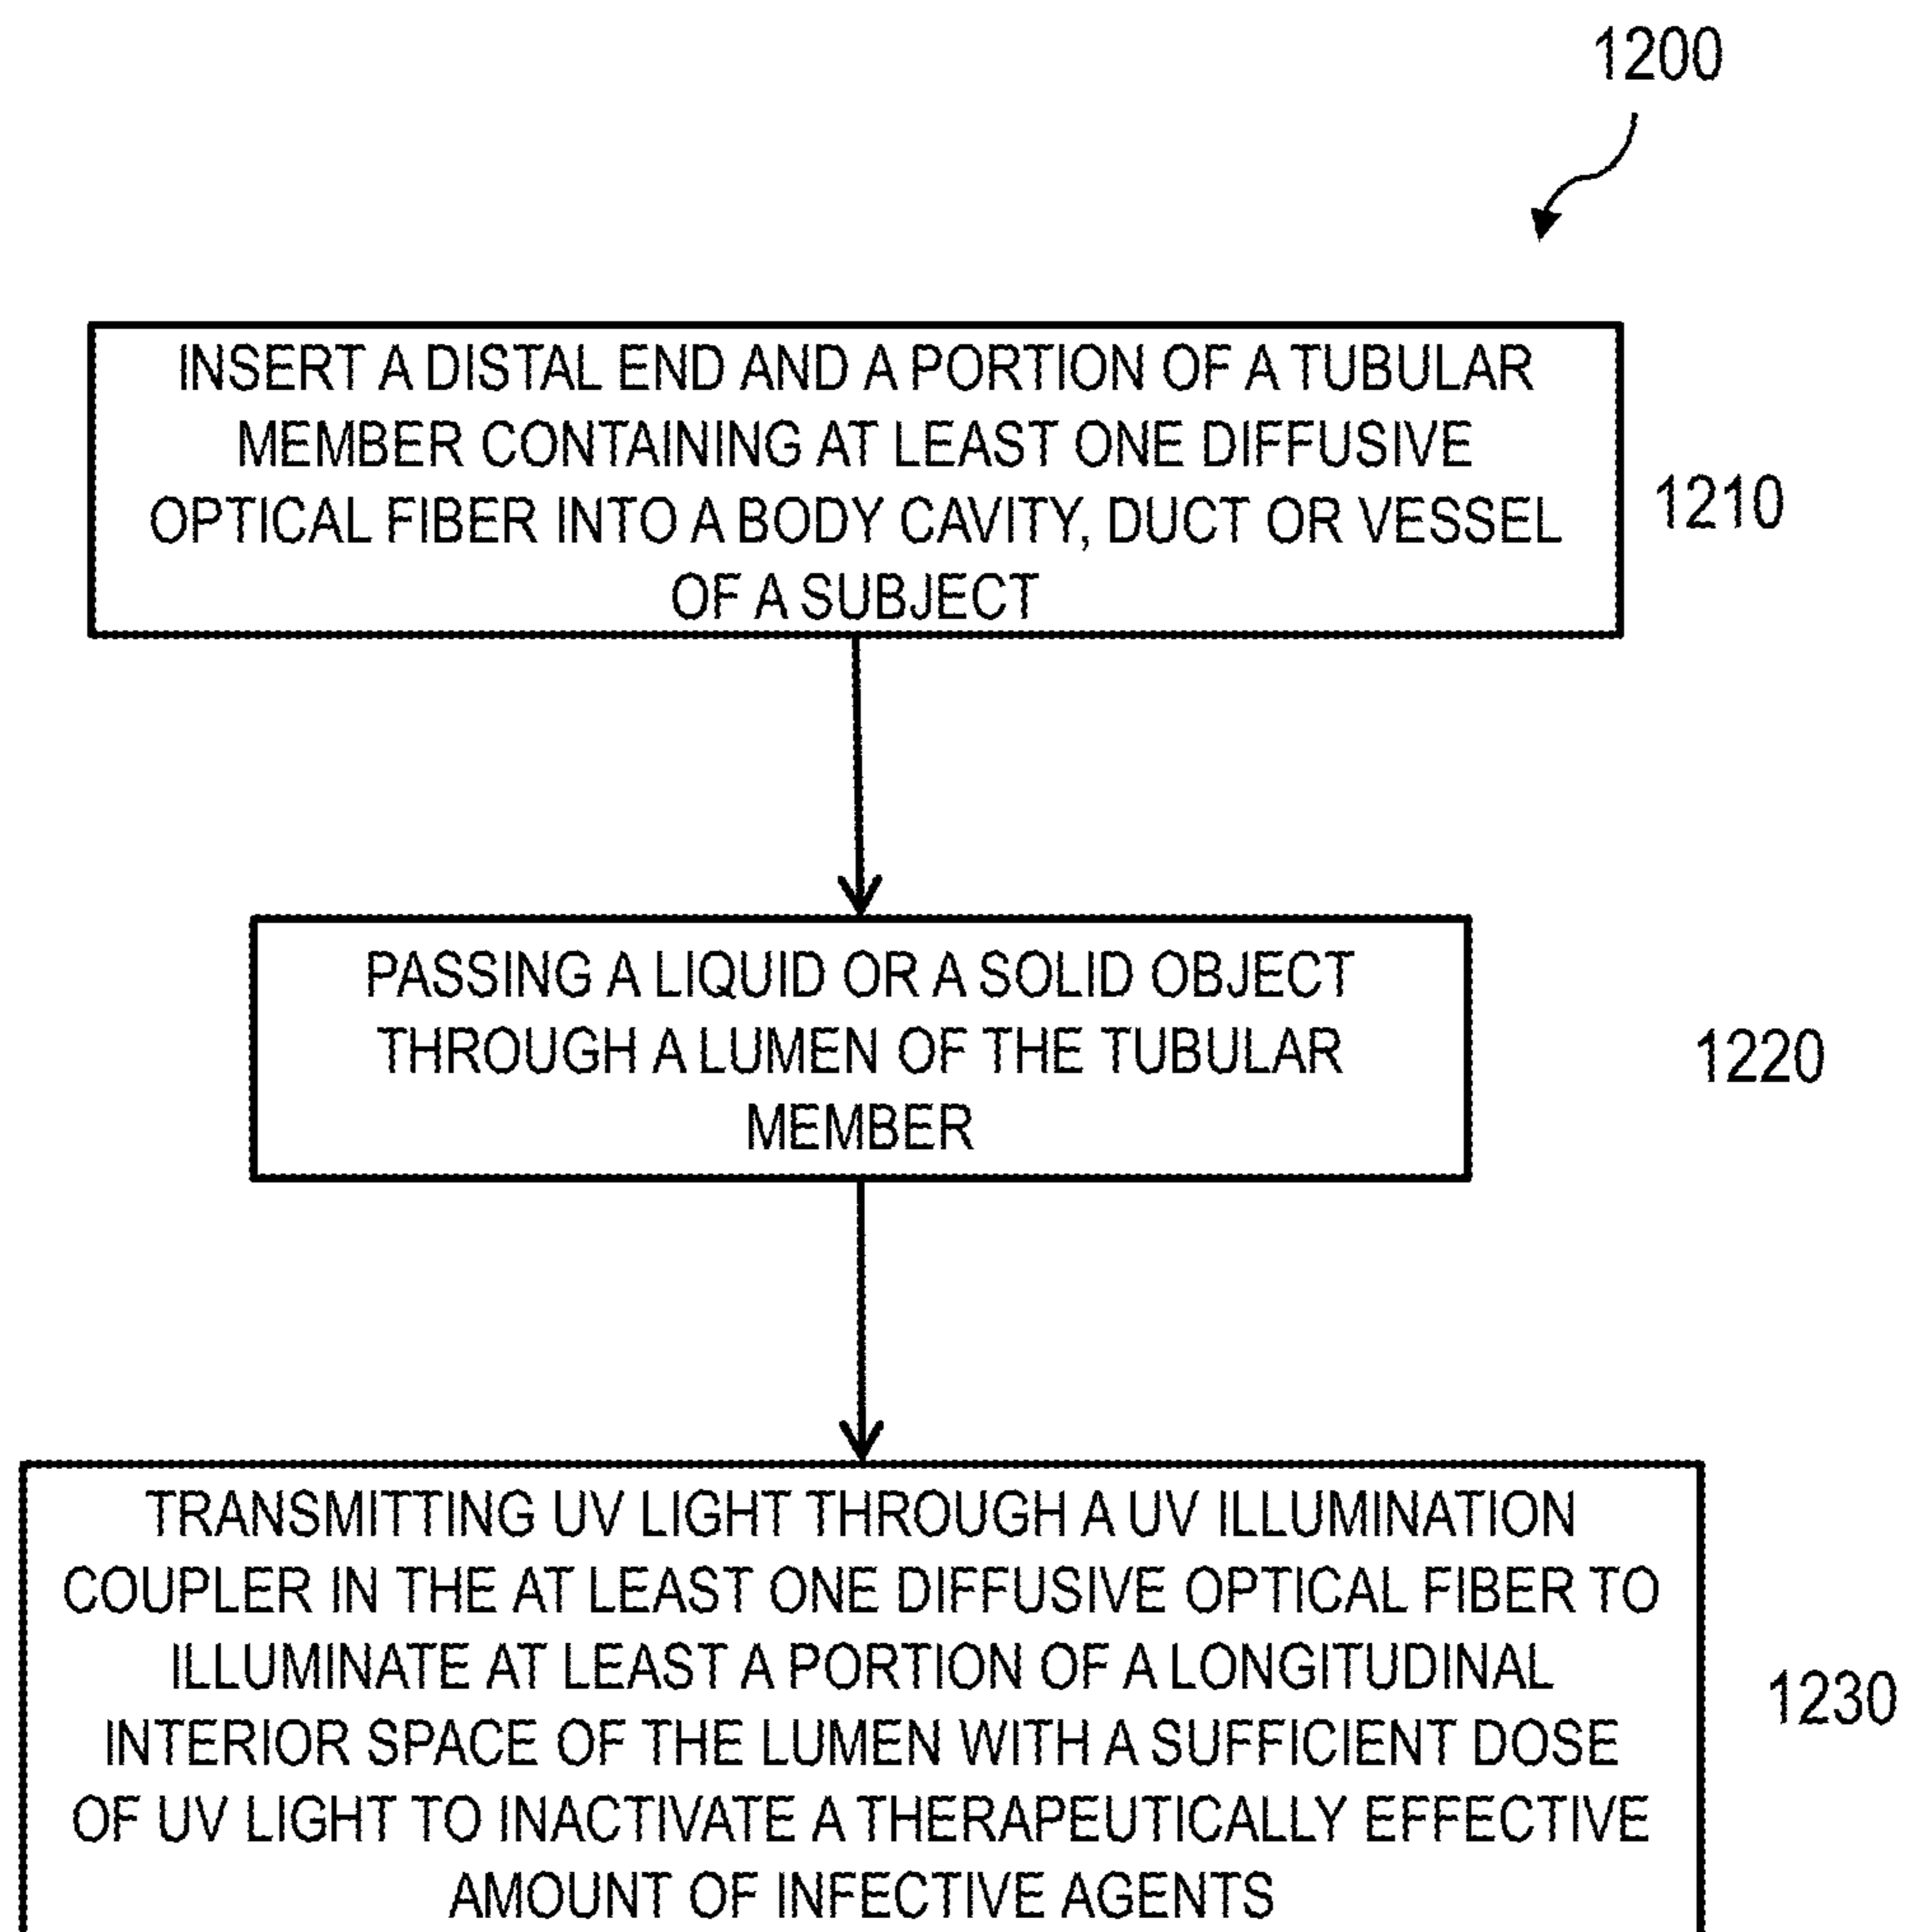 1200
INSERT A DISTAL END AND A PORTION OF A TUBULAR
MEMBER CONTAINING AT LEAST ONE DIFFUSIVE
OPTICAL FIBER INTO A BODY CAVITY, DUCT OR VESSEL
OF A SUBJECT
1210
PASSING A LIQUID OR A SOLID OBJECT
THROUGH A LUMEN OF THE TUBULAR
MEMBER
1220
TRANSMITTING UV LIGHT THROUGH A UV ILLUMINATION
COUPLER IN THE AT LEAST ONE DIFFUSIVE OPTICAL FIBER TO
ILLUMINATE AT LEAST A PORTION OF A LONGITUDINAL
INTERIOR SPACE OF THE LUMEN WITH A SUFFICIENT DOSE
OF UV LIGHT TO INACTIVATE A THERAPEUTICALLY EFFECTIVE
AMOUNT OF INFECTIVE AGENTS
1230